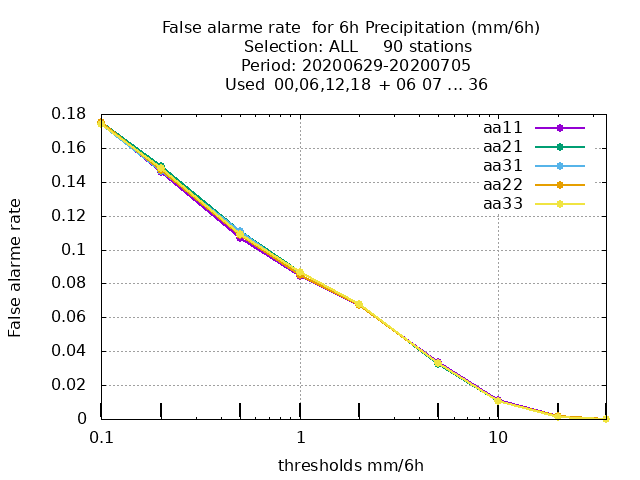 False alarme rate  for 6h Precipitation (mm/6h)
Selection: ALL     90 stations
Period: 20200629-20200705
Used  00,06,12,18  + 06 07 ... 36
0.18
0.16
0.14
0.12
0.1
0.08
0.06
0.04
0.02
0
False alarme rate
aa11
aa21
aa31
aa22
aa33
0.1
1
10
thresholds mm/6h